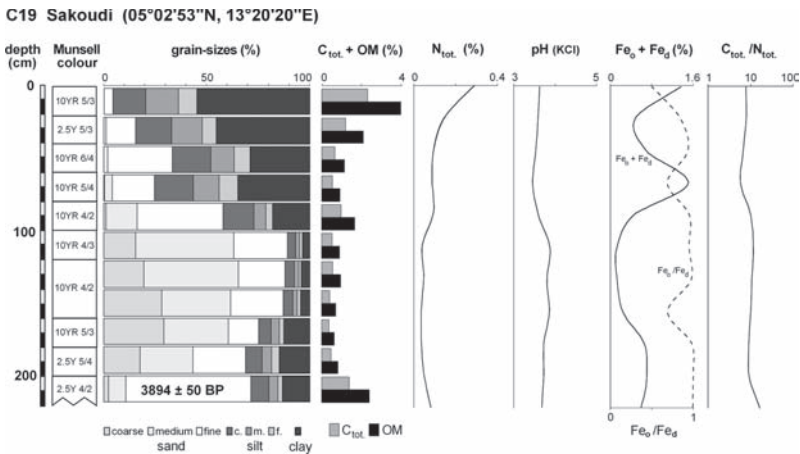 C19 Sakoudi (05°02'53"N, 13°20'20"E)
depth (cm)
Munsell colour
grain-sizes (%)
0 50 100
Ctot. + OM (%)
0 4
Ntot. (%)
0 0.4
pH (KCl)
3 5
Feo + Fed (%)
0 1.6
Ctot. /Ntot.
1 10 100
0
10YR 5/3
2.5Y 5/3
10YR 6/4
10YR 5/4
10YR 4/2
100
10YR 4/3
10YR 4/2
10YR 5/3
2.5Y 5/4
200
2.5Y 4/2
3894 ± 50 BP
Feo + Fed
Feo /Fed
0 1
Feo /Fed
coarse medium fine c. m. f.
sand silt clay
Ctot. OM